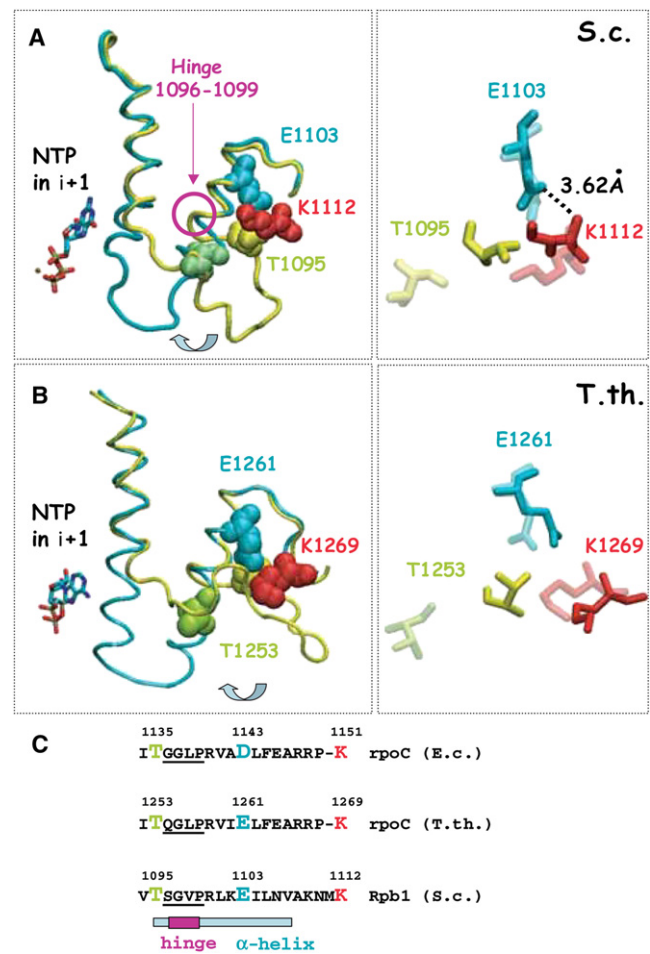 A
Hinge
1096-1099
E1103
NTP
in i+1
K1112
T1095
S.c.
E1103
3.62Å
T1095
K1112
B
E1261
NTP
in i+1
K1269
T1253
T.th.
E1261
K1269
T1253
C
1135 1143 1151
ITGGLPRVADLFEARRP-K rpoC (E.c.)
1253 1261 1269
ITQGLPRVIELFEARRP-K rpoC (T.th.)
1095 1103 1112
VTSGVPRLKEILNVAKNMK Rpb1 (S.c.)
hinge α-helix